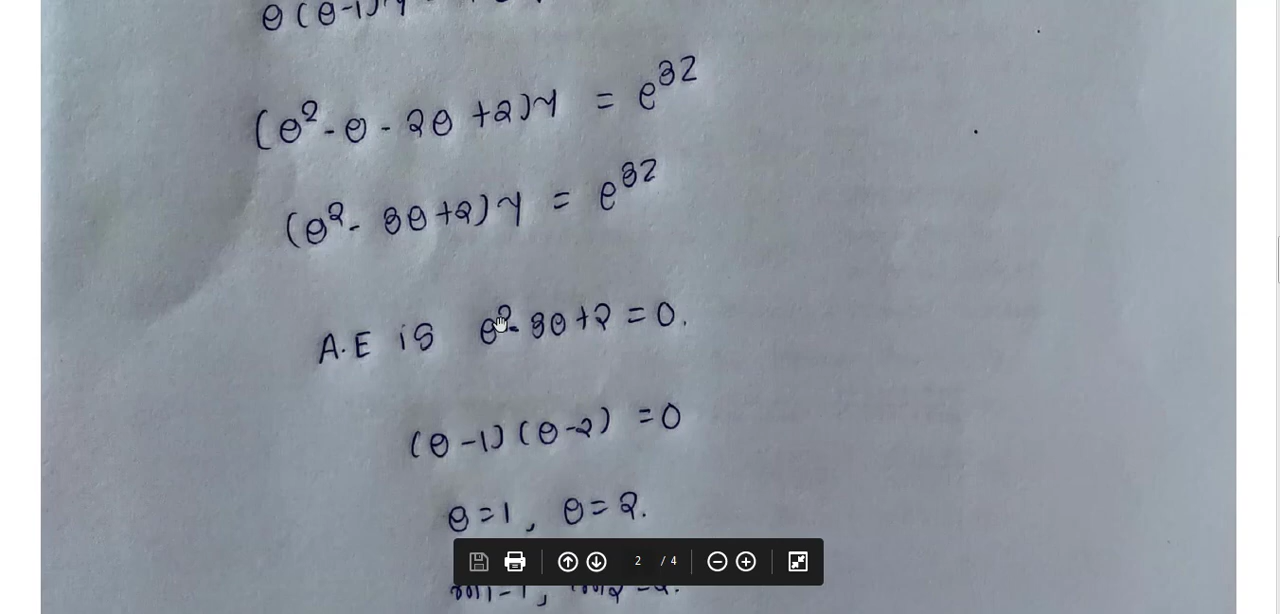 θ(θ-1)y
(θ² - θ - 2θ + 2)y = e^{3z}
(θ² - 3θ + 2)y = e^{3z}
A.E is θ² - 3θ + 2 = 0.
(θ - 1)(θ - 2) = 0
θ = 1, θ = 2.
2 / 4